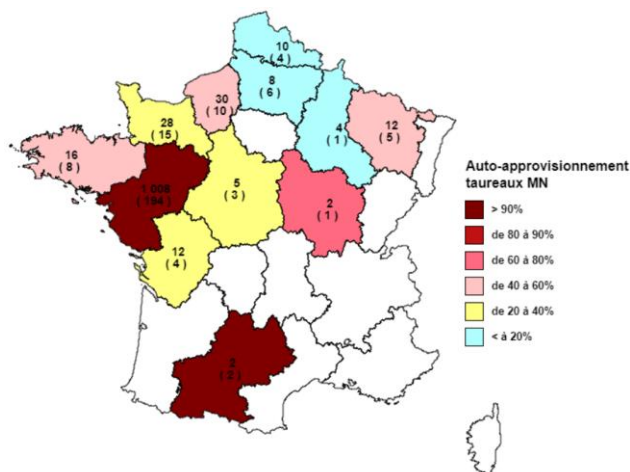 10
( 4 )
8
( 6 )
30
( 10 )
4
( 1 )
12
( 5 )
28
( 15 )
16
( 8 )
1 008
( 194 )
5
( 3 )
2
( 1 )
12
( 4 )
2
( 2 )
Auto-approvisionnement
taureaux MN
> 90%
de 80 à 90%
de 60 à 80%
de 40 à 60%
de 20 à 40%
< à 20%